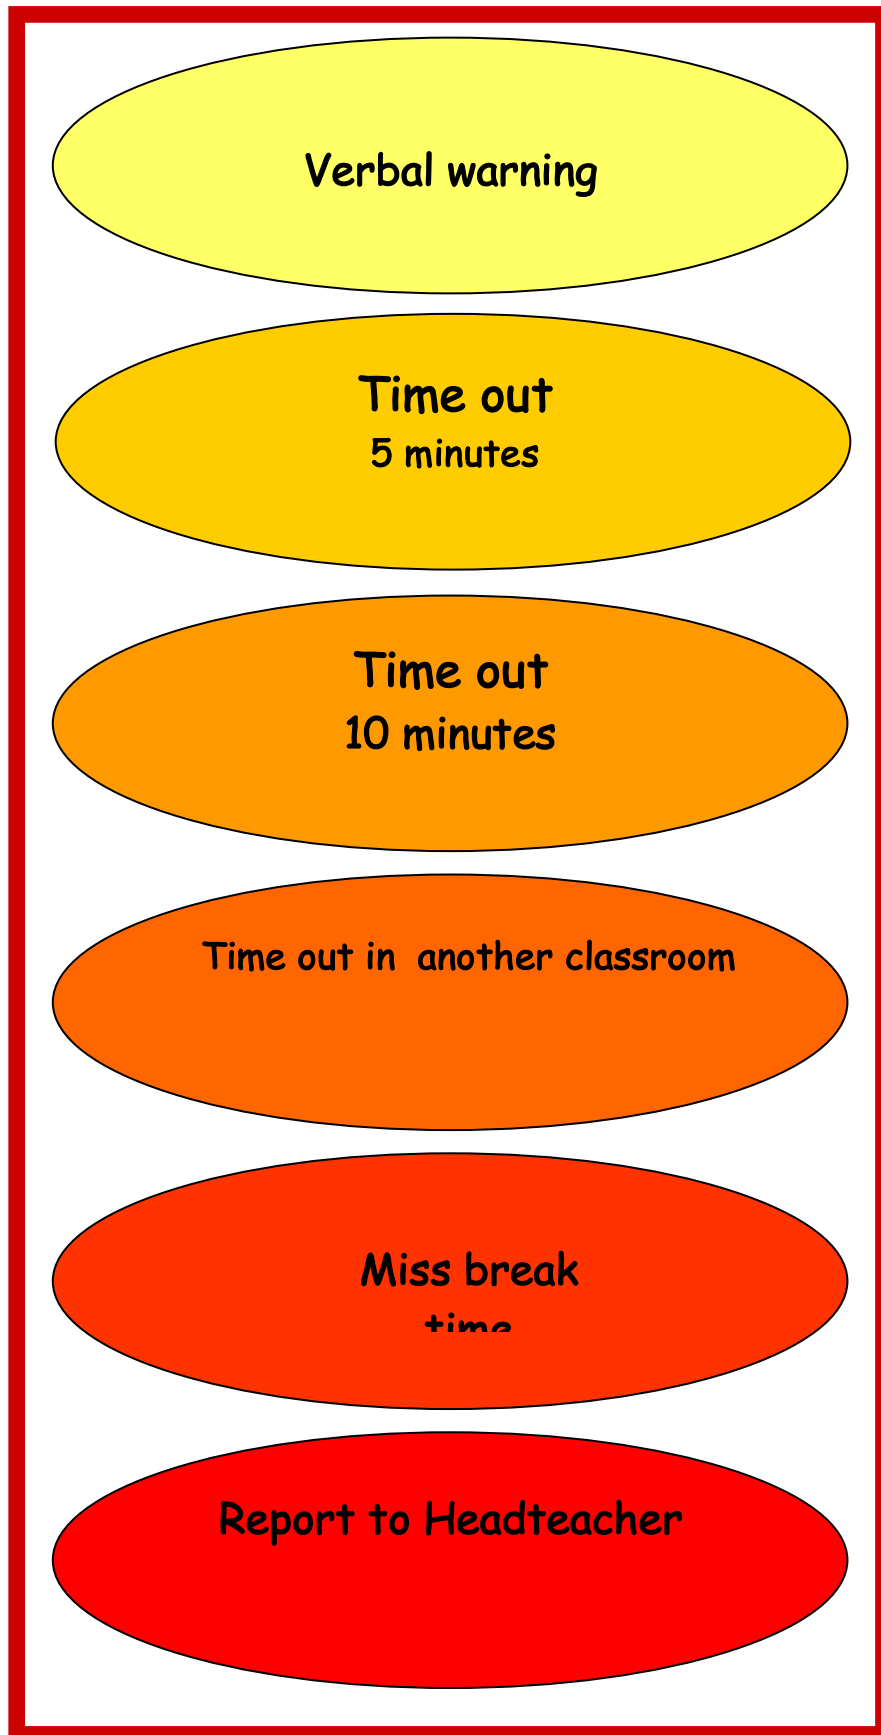 Verbal warning
Time out
5 minutes
Time out
10 minutes
Time out in another classroom
Miss break
time
Report to Headteacher